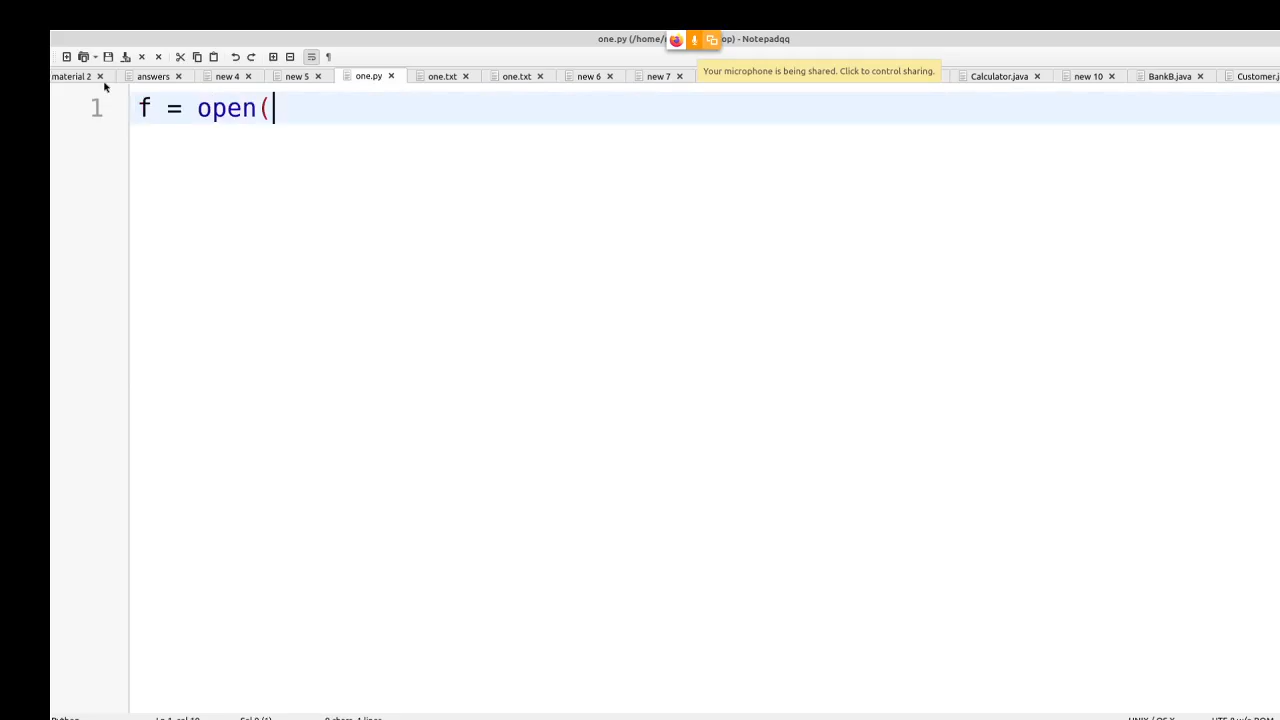 one.py (/home/ op) - Notepadqq
material 2 answers new 4 new 5 one.py one.txt one.txt new 6 new 7 Calculator.java new 10 BankB.java Customer.j
Your microphone is being shared. Click to control sharing.
1 f = open(
Python